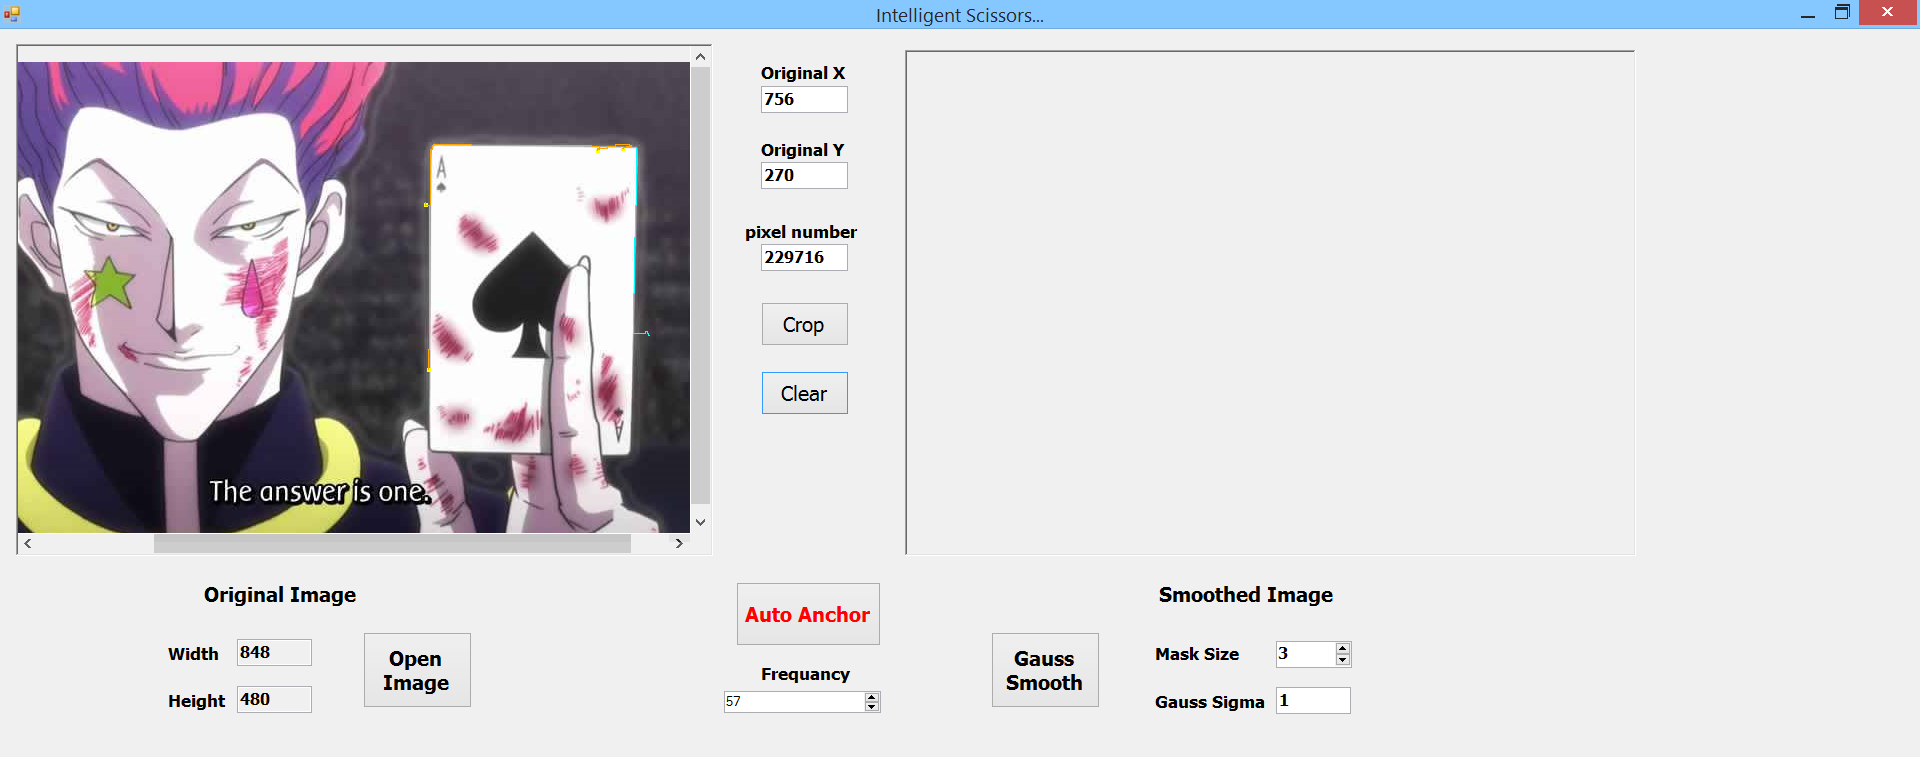 Intelligent Scissors...
A
The answer is one.
A
Original X
756
Original Y
270
pixel number
229716
Crop
Clear
Original Image
Width 848
Height 480
Open
Image
Auto Anchor
Frequancy
57
Gauss
Smooth
Smoothed Image
Mask Size 3
Gauss Sigma 1